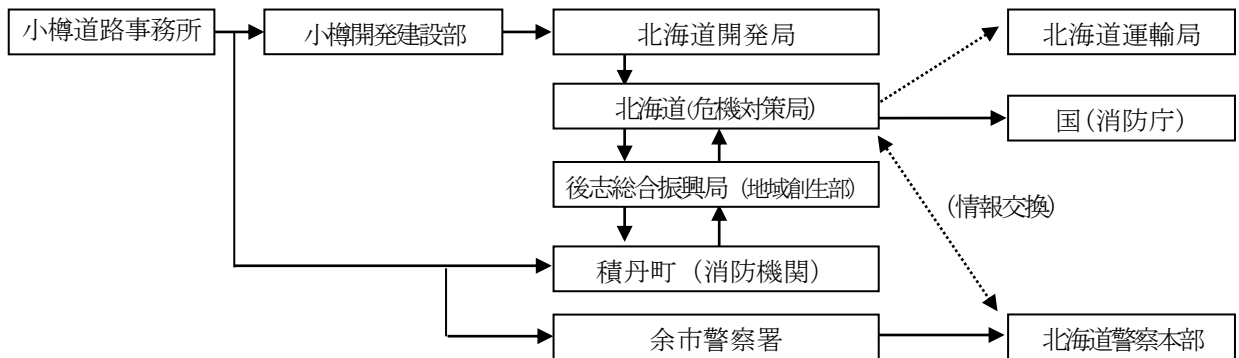 小樽道路事務所
小樽開発建設部
北海道開発局
北海道運輸局
北海道(危機対策局)
国(消防庁)
後志総合振興局（地域創生部）
(情報交換)
積丹町（消防機関）
余市警察署
北海道警察本部